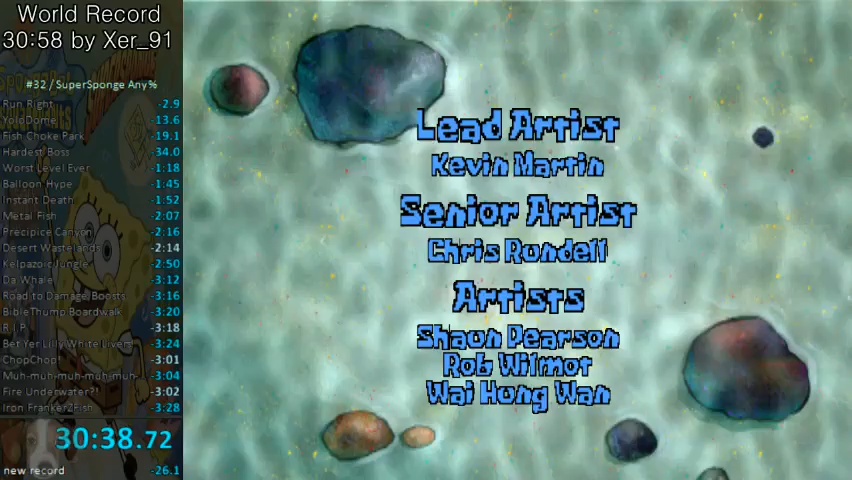 World Record
30:58 by Xer_91
#32 / SuperSponge Any%
Run Right -2.9
YoloDome -13.6
Fish Choke Park -19.1
Hardest Boss -34.0
Worst Level Ever -1:18
Balloon Hype -1:45
Instant Death -1:52
Metal Fish -2:07
Precipice Canyon -2:16
Desert Wastelands -2:14
Kelpazoic Jungle -2:50
Da Whale -3:12
Road to Damage Boosts -3:16
BibleThump Boardwalk -3:20
R I P -3:18
Bet Yer Lilly White Livers -3:24
ChopChop -3:01
Muh-muh-muh-muh-muh- -3:04
Fire Underwater?! -3:02
Iron Franker2Fish -3:28
30:38.72
new record -26.1
Lead Artist
Kevin Martin
Senior Artist
Chris Rundell
Artists
Shaun Pearson
Rob Wilmot
Wai Hung Wan